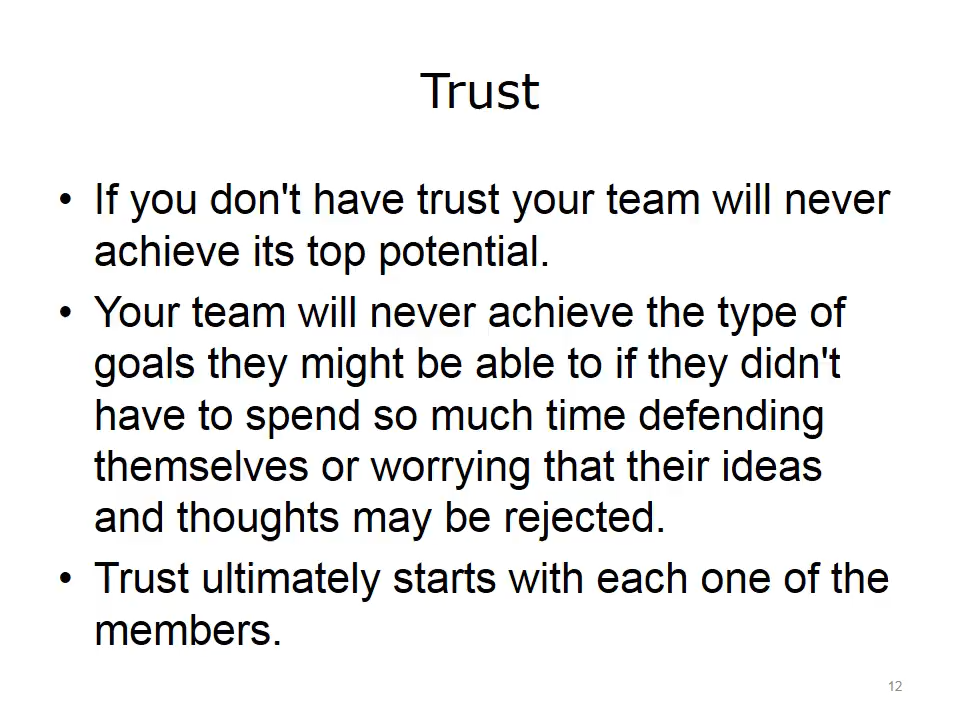 Trust
• If you don't have trust your team will never
achieve its top potential.
• Your team will never achieve the type of
goals they might be able to if they didn't
have to spend so much time defending
themselves or worrying that their ideas
and thoughts may be rejected.
• Trust ultimately starts with each one of the
members.
12